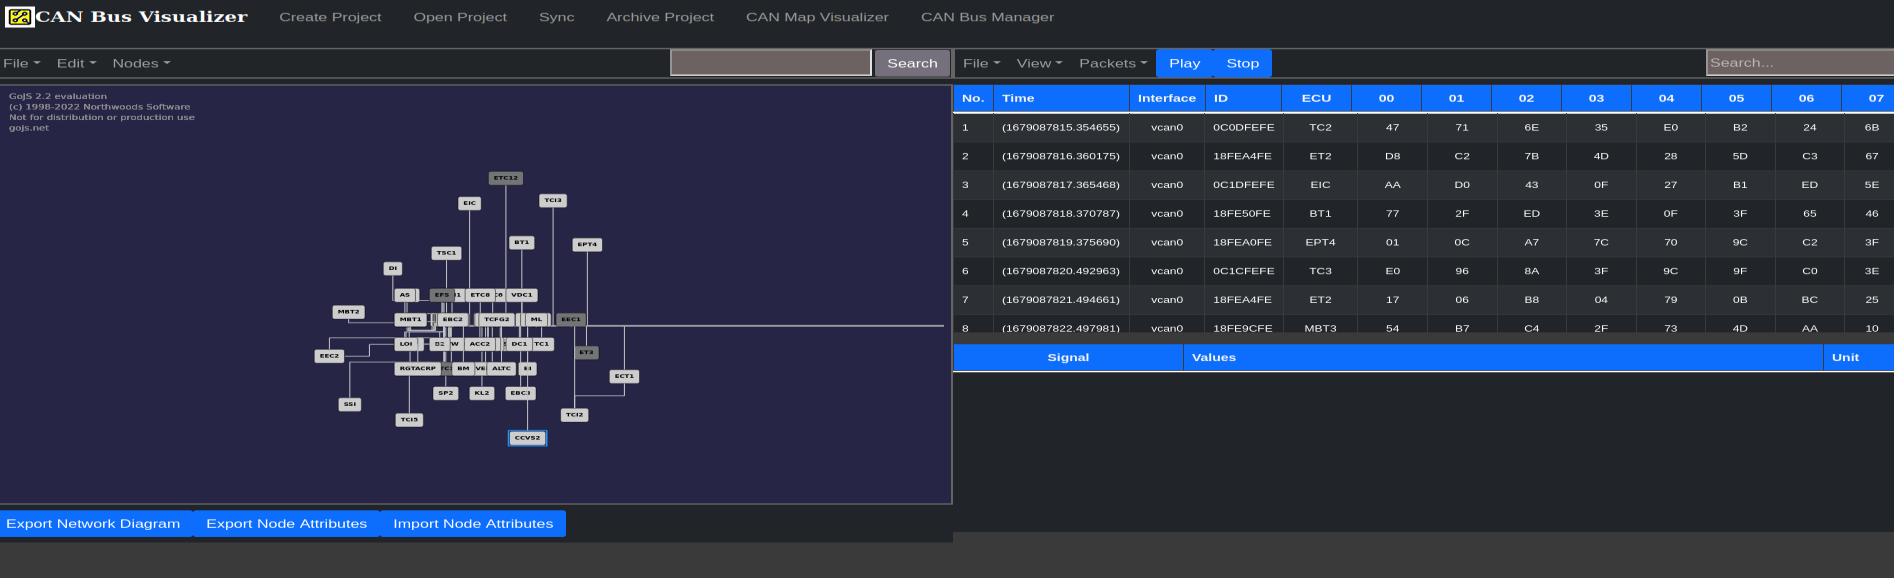 CAN Bus Visualizer Create Project Open Project Sync Archive Project CAN Map Visualizer CAN Bus Manager
File Edit Nodes Search
GoJS 2.2 evaluation
(c) 1998-2022 Northwoods Software
Not for distribution or production use
gojs.net
ETC12
EIC TCI3
BT1 EPT4
TSC1
DI
AS EFS ETC8 VDC1
MBT2
MBT1 EBC2 TCFG2 ML EEC1
LOI ACC2 DC1 TC1
EEC2 ET3
RGTACRP BM ALTC EI
ECT1
SP2 KL2 EBC3
SSI
TCI5 TCI2
CCVS2
Export Network Diagram Export Node Attributes Import Node Attributes
File View Packets Play Stop Search...
No. Time Interface ID ECU 00 01 02 03 04 05 06 07
1 (1679087815.354655) vcan0 0C0DFEFE TC2 47 71 6E 35 E0 B2 24 6B
2 (1679087816.360175) vcan0 18FEA4FE ET2 D8 C2 7B 4D 28 5D C3 67
3 (1679087817.365468) vcan0 0C1DFEFE EIC AA D0 43 0F 27 B1 ED 5E
4 (1679087818.370787) vcan0 18FE50FE BT1 77 2F ED 3E 0F 3F 65 46
5 (1679087819.375690) vcan0 18FEA0FE EPT4 01 0C A7 7C 70 9C C2 3F
6 (1679087820.492963) vcan0 0C1CFEFE TC3 E0 96 8A 3F 9C 9F C0 3E
7 (1679087821.494661) vcan0 18FEA4FE ET2 17 06 B8 04 79 0B BC 25
8 (1679087822.497981) vcan0 18FE9CFE MBT3 54 B7 C4 2F 73 4D AA 10
Signal Values Unit